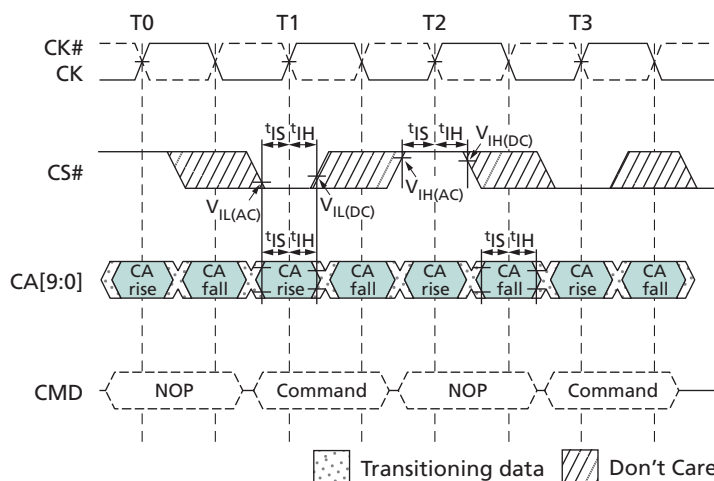 T0 T1 T2 T3
CK#
CK
tIS tIH tIS tIH
VIH(DC)
CS#
VIL(AC) VIL(DC) VIH(AC)
tIS tIH tIS tIH
CA[9:0] CA rise CA fall CA rise CA fall CA rise CA fall CA rise CA fall
CMD NOP Command NOP Command
Transitioning data Don't Care